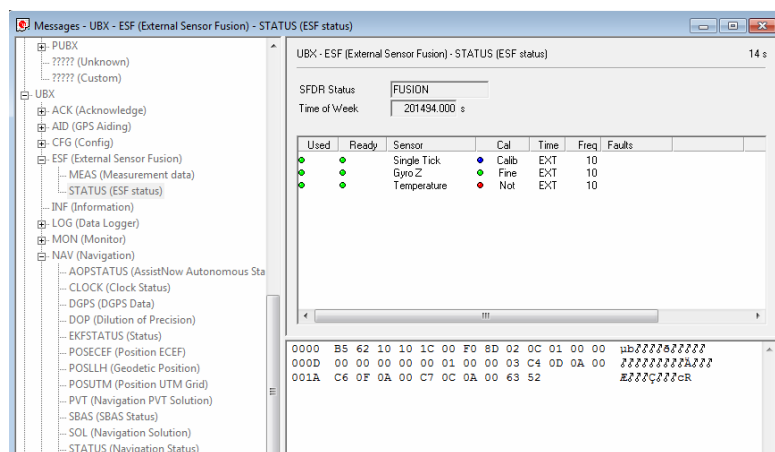 Messages - UBX - ESF (External Sensor Fusion) - STATUS (ESF status)
PUBX
????? (Unknown)
????? (Custom)
UBX
ACK (Acknowledge)
AID (GPS Aiding)
CFG (Config)
ESF (External Sensor Fusion)
MEAS (Measurement data)
STATUS (ESF status)
INF (Information)
LOG (Data Logger)
MON (Monitor)
NAV (Navigation)
AOPSTATUS (AssistNow Autonomous Sta
CLOCK (Clock Status)
DGPS (DGPS Data)
DOP (Dilution of Precision)
EKFSTATUS (Status)
POSECEF (Position ECEF)
POSLLH (Geodetic Position)
POSUTM (Position UTM Grid)
PVT (Navigation PVT Solution)
SBAS (SBAS Status)
SOL (Navigation Solution)
STATUS (Navigation Status)
UBX - ESF (External Sensor Fusion) - STATUS (ESF status) 14 s
SFDR Status FUSION
Time of Week 201494.000 s
Used Ready Sensor Cal Time Freq Faults
Single Tick Calib EXT 10
Gyro Z Fine EXT 10
Temperature Not EXT 10
0000 B5 62 10 10 1C 00 F0 8D 02 0C 01 00 00
000D 00 00 00 00 00 01 00 00 03 C4 0D 0A 00
001A C6 0F 0A 00 C7 0C 0A 00 63 52